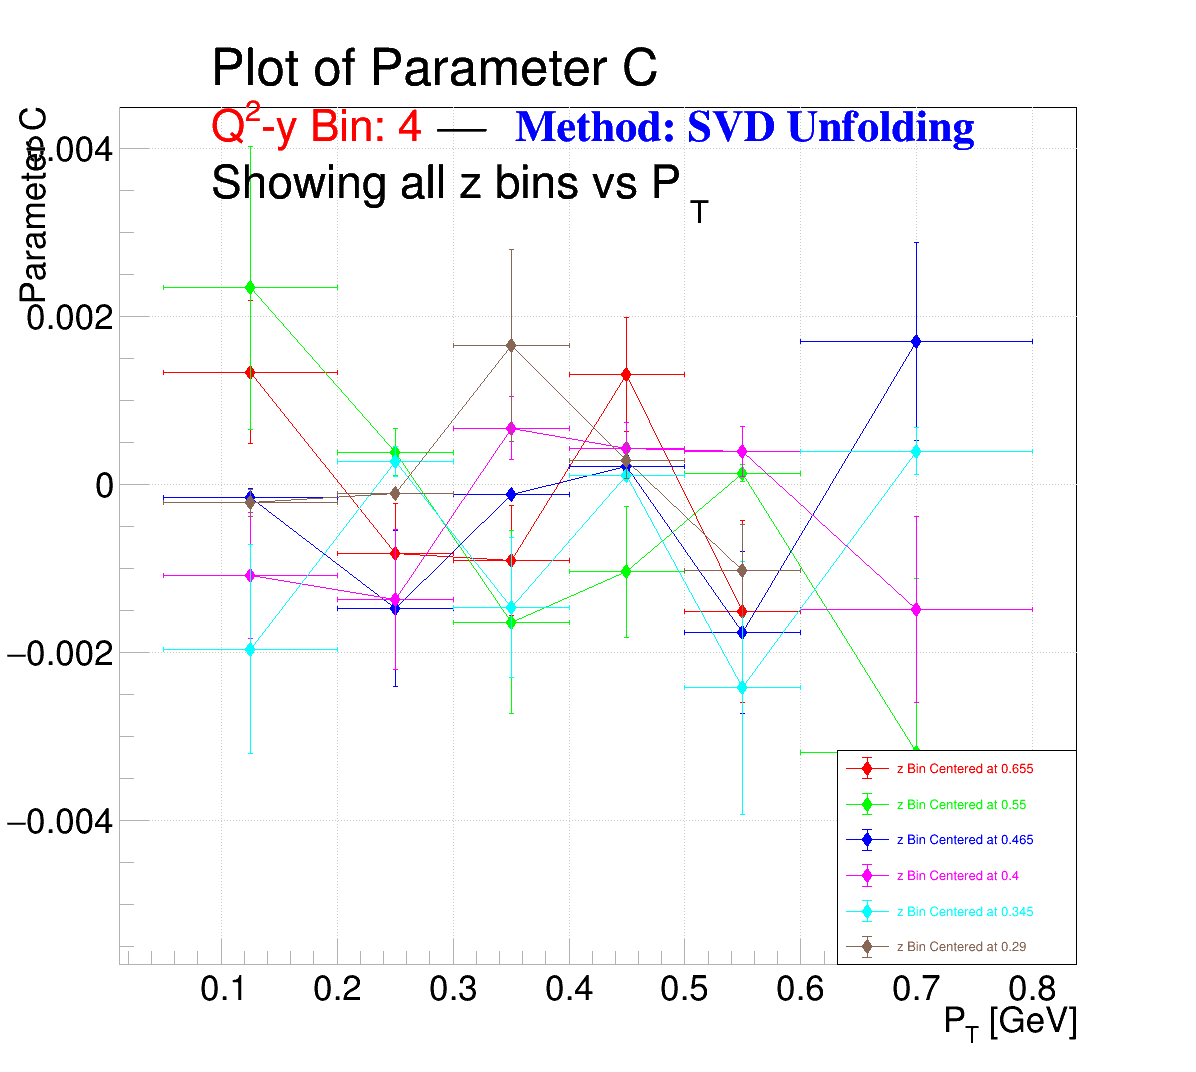 Plot of Parameter C
Q²-y Bin: 4 — Method: SVD Unfolding
Showing all z bins vs P_T
Parameter C
0.004
0.002
0
−0.002
−0.004
0.1 0.2 0.3 0.4 0.5 0.6 0.7 0.8
P_T [GeV]
z Bin Centered at 0.655
z Bin Centered at 0.55
z Bin Centered at 0.465
z Bin Centered at 0.4
z Bin Centered at 0.345
z Bin Centered at 0.29